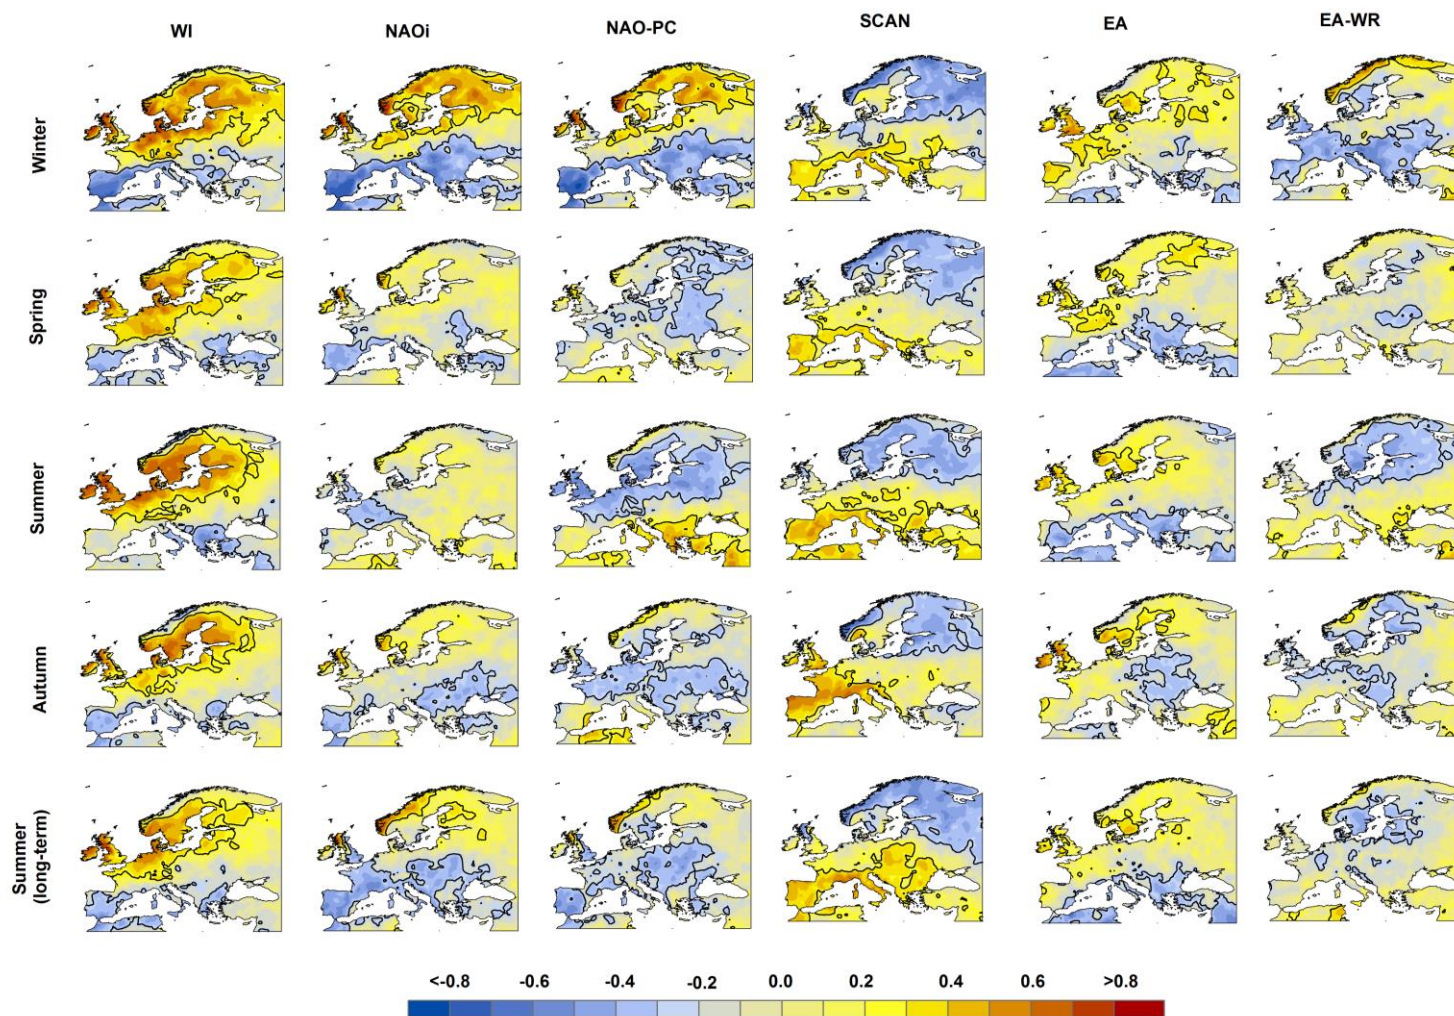 WI NAOi NAO-PC SCAN EA EA-WR
Winter
Spring
Summer
Autumn
Summer
(long-term)
<-0.8 -0.6 -0.4 -0.2 0.0 0.2 0.4 0.6 >0.8